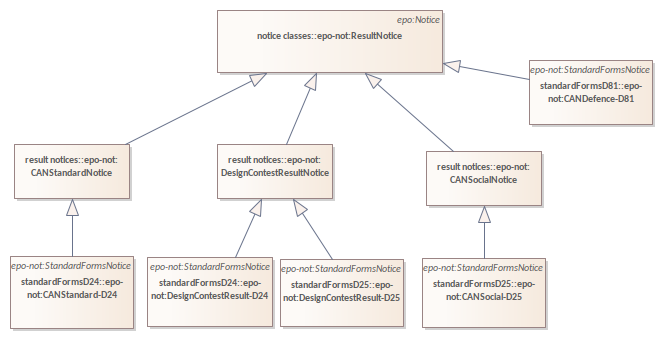 epo:Notice
notice classes::epo-not:ResultNotice
epo-not:StandardFormsNotice
standardFormsD81::epo-
not:CANDefence-D81
result notices::epo-not:
CANStandardNotice
result notices::epo-not:
DesignContestResultNotice
result notices::epo-not:
CANSocialNotice
epo-not:StandardFormsNotice
standardFormsD24::epo-
not:CANStandard-D24
epo-not:StandardFormsNotice
standardFormsD24::epo-
not:DesignContestResult-D24
epo-not:StandardFormsNotice
standardFormsD25::epo-
not:DesignContestResult-D25
epo-not:StandardFormsNotice
standardFormsD25::epo-
not:CANSocial-D25